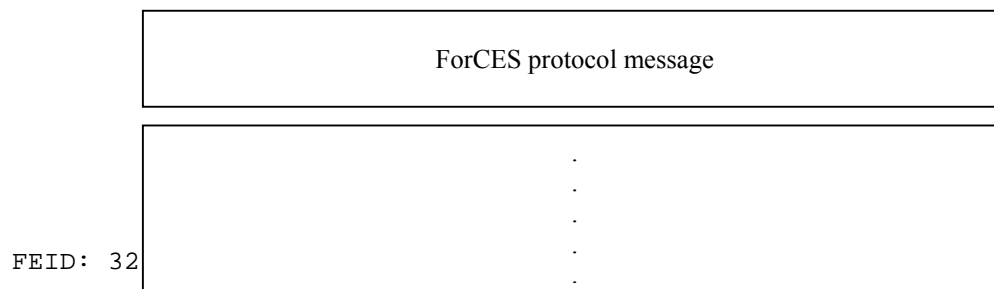 ForCES protocol message
.
.
.
FEID: 32 .
.